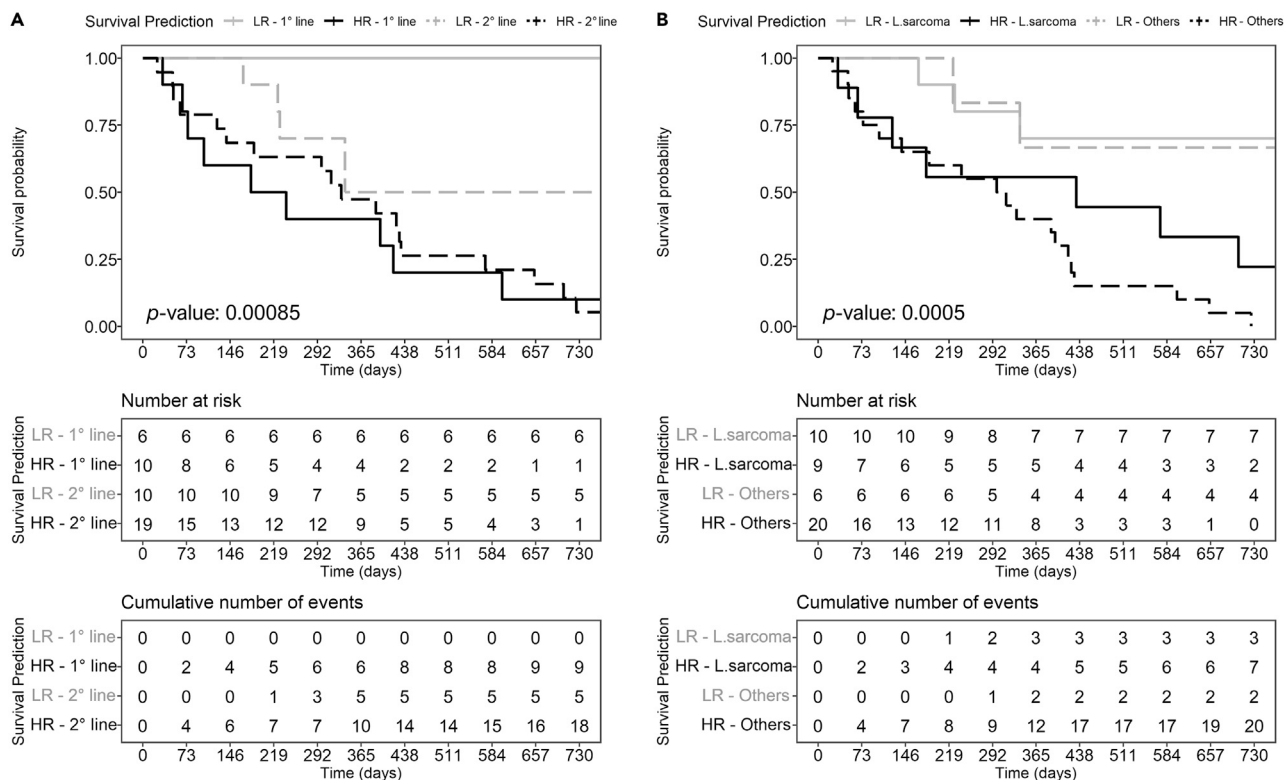 A
Survival Prediction LR - 1° line HR - 1° line LR - 2° line HR - 2° line
Survival probability
1.00
0.75
0.50
0.25
0.00
p-value: 0.00085
0 73 146 219 292 365 438 511 584 657 730
Time (days)
Number at risk
Survival Prediction
LR - 1° line 6 6 6 6 6 6 6 6 6 6 6
HR - 1° line 10 8 6 5 4 4 2 2 2 1 1
LR - 2° line 10 10 10 9 7 5 5 5 5 5 5
HR - 2° line 19 15 13 12 12 9 5 5 4 3 1
0 73 146 219 292 365 438 511 584 657 730
Time (days)
Cumulative number of events
Survival Prediction
LR - 1° line 0 0 0 0 0 0 0 0 0 0 0
HR - 1° line 0 2 4 5 6 6 8 8 8 9 9
LR - 2° line 0 0 0 1 3 5 5 5 5 5 5
HR - 2° line 0 4 6 7 7 10 14 14 15 16 18
0 73 146 219 292 365 438 511 584 657 730
Time (days)
B
Survival Prediction LR - L.sarcoma HR - L.sarcoma LR - Others HR - Others
Survival probability
1.00
0.75
0.50
0.25
0.00
p-value: 0.0005
0 73 146 219 292 365 438 511 584 657 730
Time (days)
Number at risk
Survival Prediction
LR - L.sarcoma 10 10 10 9 8 7 7 7 7 7 7
HR - L.sarcoma 9 7 6 5 5 5 4 4 3 3 2
LR - Others 6 6 6 6 5 4 4 4 4 4 4
HR - Others 20 16 13 12 11 8 3 3 3 1 0
0 73 146 219 292 365 438 511 584 657 730
Time (days)
Cumulative number of events
Survival Prediction
LR - L.sarcoma 0 0 0 1 2 3 3 3 3 3 3
HR - L.sarcoma 0 2 3 4 4 4 5 5 6 6 7
LR - Others 0 0 0 0 1 2 2 2 2 2 2
HR - Others 0 4 7 8 9 12 17 17 17 19 20
0 73 146 219 292 365 438 511 584 657 730
Time (days)